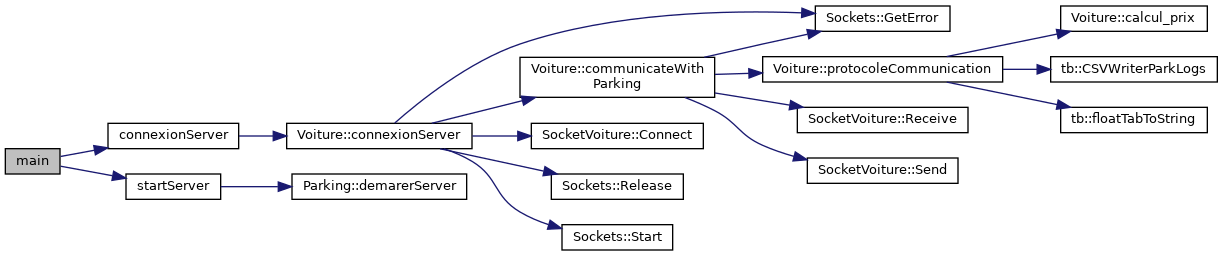 main
connexionServer
startServer
Voiture::connexionServer
Parking::demarerServer
Voiture::communicateWith
Parking
SocketVoiture::Connect
Sockets::Release
Sockets::Start
Sockets::GetError
Voiture::protocoleCommunication
SocketVoiture::Receive
SocketVoiture::Send
Voiture::calcul_prix
tb::CSVWriterParkLogs
tb::floatTabToString